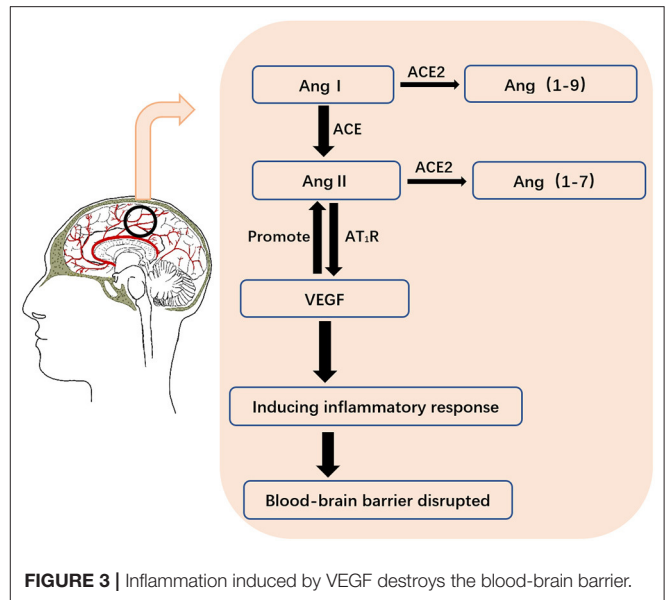 Ang I
ACE2
Ang (1-9)
ACE
Ang II
ACE2
Ang (1-7)
Promote
AT₁R
VEGF
Inducing inflammatory response
Blood-brain barrier disrupted
FIGURE 3 | Inflammation induced by VEGF destroys the blood-brain barrier.